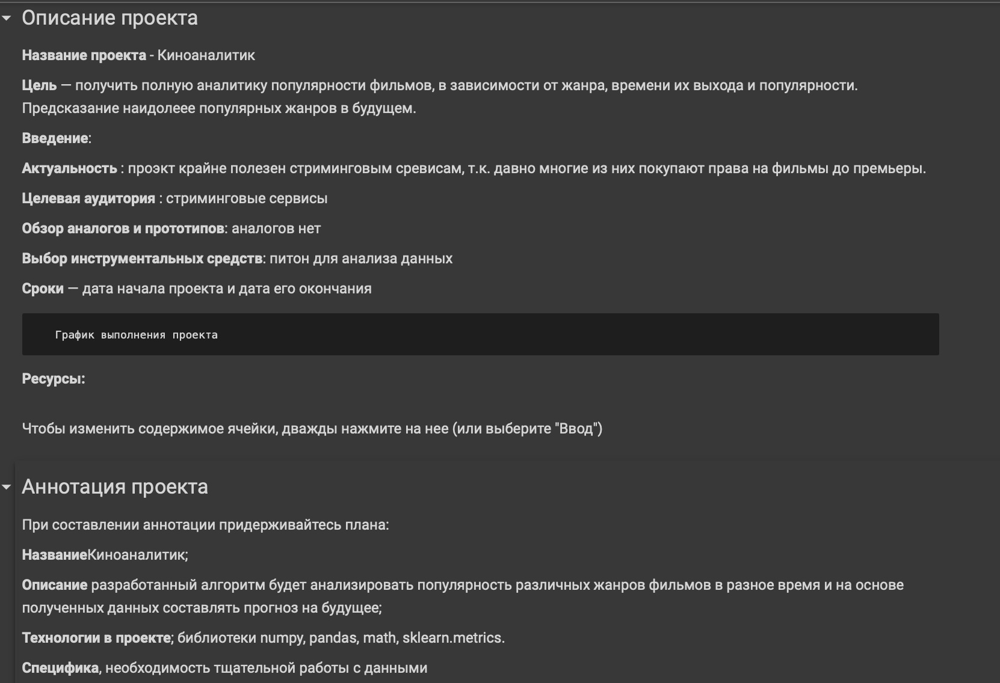 Описание проекта
Название проекта - Киноаналитик
Цель — получить полную аналитику популярности фильмов, в зависимости от жанра, времени их выхода и популярности.
Предсказание наидолеее популярных жанров в будущем.
Введение:
Актуальность : проэкт крайне полезен стриминговым сревисам, т.к. давно многие из них покупают права на фильмы до премьеры.
Целевая аудитория : стриминговые сервисы
Обзор аналогов и прототипов: аналогов нет
Выбор инструментальных средств: питон для анализа данных
Сроки — дата начала проекта и дата его окончания
График выполнения проекта
Ресурсы:
Чтобы изменить содержимое ячейки, дважды нажмите на нее (или выберите "Ввод")
Аннотация проекта
При составлении аннотации придерживайтесь плана:
НазваниеКиноаналитик;
Описание разработанный алгоритм будет анализировать популярность различных жанров фильмов в разное время и на основе
полученных данных составлять прогноз на будущее;
Технологии в проекте; библиотеки numpy, pandas, math, sklearn.metrics.
Специфика, необходимость тщательной работы с данными